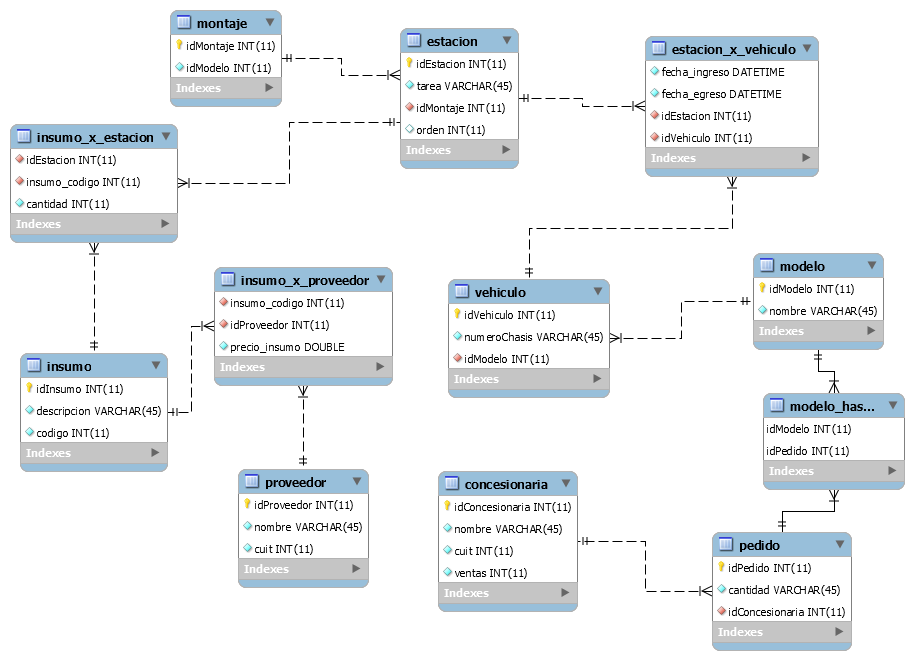 montaje
idMontaje INT(11)
idModelo INT(11)
Indexes
estacion
idEstacion INT(11)
tarea VARCHAR(45)
idMontaje INT(11)
orden INT(11)
Indexes
estacion_x_vehiculo
fecha_ingreso DATETIME
fecha_egreso DATETIME
idEstacion INT(11)
idVehiculo INT(11)
Indexes
insumo_x_estacion
idEstacion INT(11)
insumo_codigo INT(11)
cantidad INT(11)
Indexes
insumo_x_proveedor
insumo_codigo INT(11)
idProveedor INT(11)
precio_insumo DOUBLE
Indexes
vehiculo
idVehiculo INT(11)
numeroChasis VARCHAR(45)
idModelo INT(11)
Indexes
modelo
idModelo INT(11)
nombre VARCHAR(45)
Indexes
insumo
idInsumo INT(11)
descripcion VARCHAR(45)
codigo INT(11)
Indexes
modelo_has...
idModelo INT(11)
idPedido INT(11)
Indexes
proveedor
idProveedor INT(11)
nombre VARCHAR(45)
cuit INT(11)
Indexes
concesionaria
idConcesionaria INT(11)
nombre VARCHAR(45)
cuit INT(11)
ventas INT(11)
Indexes
pedido
idPedido INT(11)
cantidad VARCHAR(45)
idConcesionaria INT(11)
Indexes